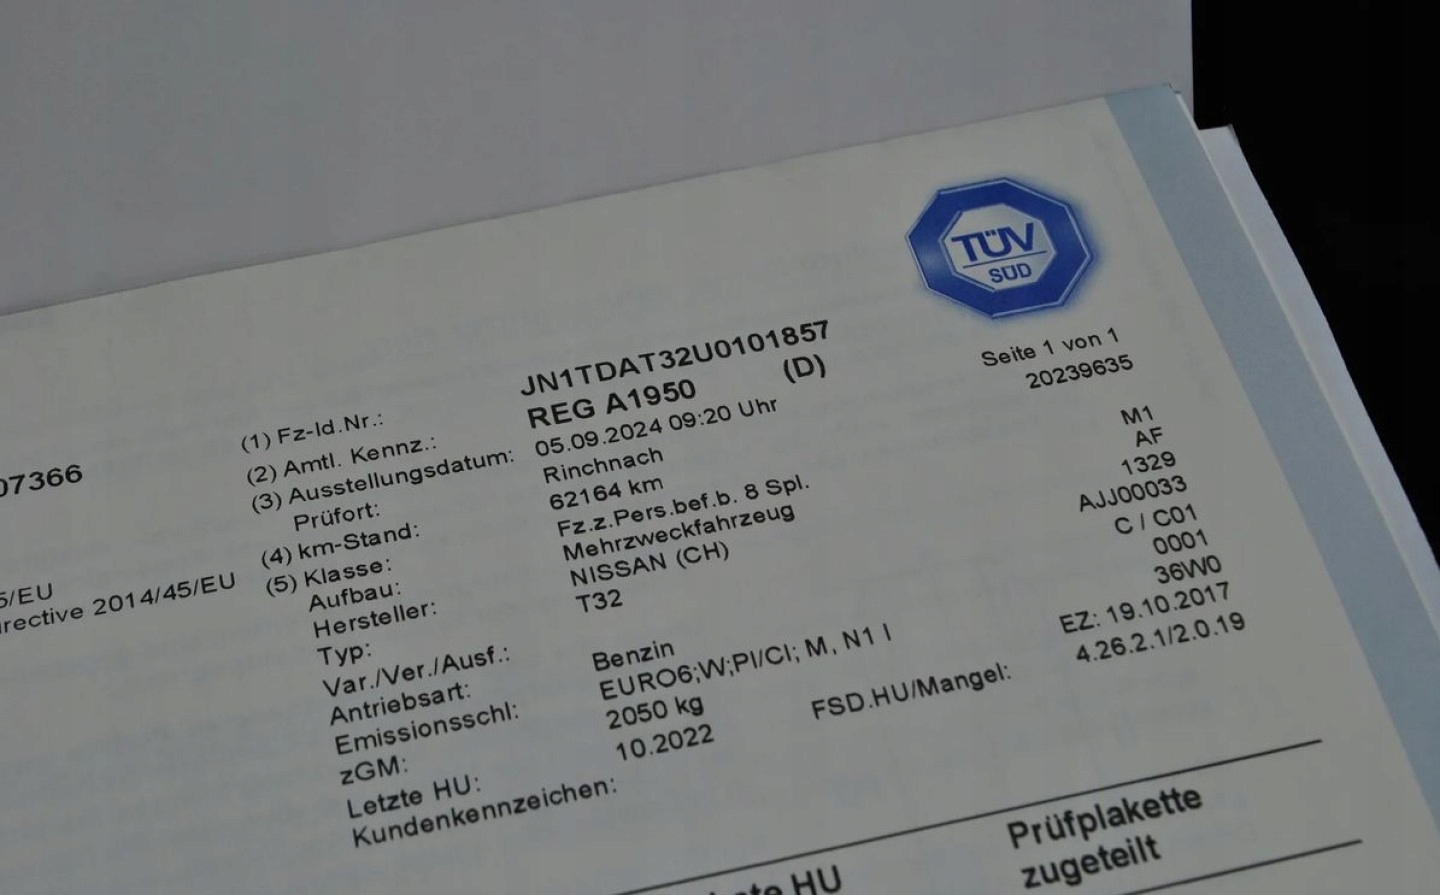 TÜV
SÜD
Seite 1 von 1
20239635
07366
(1) Fz-Id.Nr.: JN1TDAT32U0101857
(2) Amtl. Kennz.: REG A1950 (D)
(3) Ausstellungsdatum: 05.09.2024 09:20 Uhr
Prüfort: Rinchnach
(4) km-Stand: 62164 km
(5) Klasse: Fz.z.Pers.bef.b. 8 Spl. M1
Aufbau: Mehrzweckfahrzeug AF
Hersteller: NISSAN (CH) 1329
Typ: T32 AJJ00033
Var./Ver./Ausf.: C / C01
0001
Antriebsart: Benzin
Emissionsschl: EURO6;W;PI/CI; M, N1 I 36W0
zGM: 2050 kg EZ: 19.10.2017
Letzte HU: 10.2022 FSD.HU/Mangel: 4.26.2.1/2.0.19
Kundenkennzeichen:
5/EU
directive 2014/45/EU
HU
Prüfplakette
zugeteilt